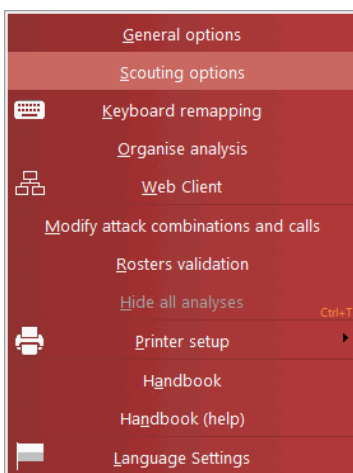 General options
Scouting options
Keyboard remapping
Organise analysis
Web Client
Modify attack combinations and calls
Rosters validation
Hide all analyses
Ctrl+T
Printer setup
Handbook
Handbook (help)
Language Settings